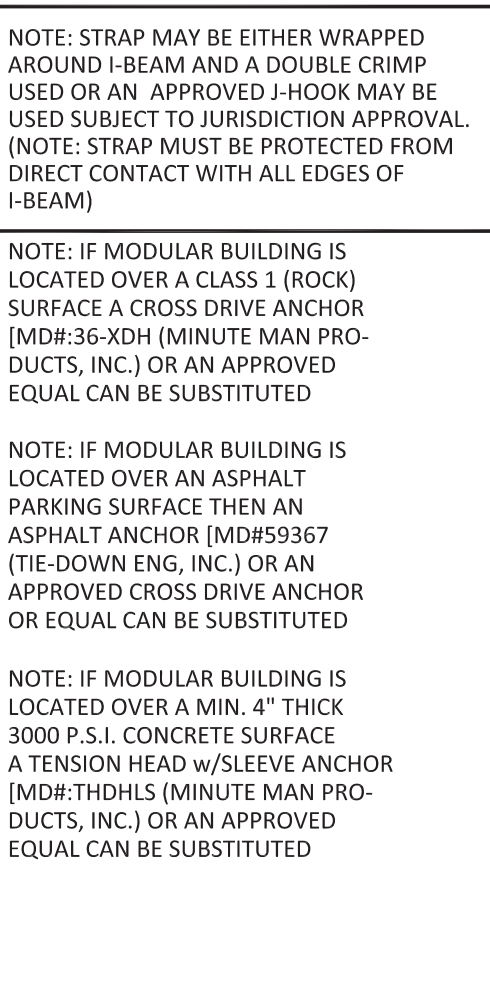 NOTE: STRAP MAY BE EITHER WRAPPED
AROUND I-BEAM AND A DOUBLE CRIMP
USED OR AN  APPROVED J-HOOK MAY BE
USED SUBJECT TO JURISDICTION APPROVAL.
(NOTE: STRAP MUST BE PROTECTED FROM
DIRECT CONTACT WITH ALL EDGES OF
I-BEAM)
NOTE: IF MODULAR BUILDING IS
LOCATED OVER A CLASS 1 (ROCK)
SURFACE A CROSS DRIVE ANCHOR
[MD#:36-XDH (MINUTE MAN PRO-
DUCTS, INC.) OR AN APPROVED
EQUAL CAN BE SUBSTITUTED
NOTE: IF MODULAR BUILDING IS
LOCATED OVER AN ASPHALT
PARKING SURFACE THEN AN
ASPHALT ANCHOR [MD#59367
(TIE-DOWN ENG, INC.) OR AN
APPROVED CROSS DRIVE ANCHOR
OR EQUAL CAN BE SUBSTITUTED
NOTE: IF MODULAR BUILDING IS
LOCATED OVER A MIN. 4" THICK
3000 P.S.I. CONCRETE SURFACE
A TENSION HEAD w/SLEEVE ANCHOR
[MD#:THDHLS (MINUTE MAN PRO-
DUCTS, INC.) OR AN APPROVED
EQUAL CAN BE SUBSTITUTED